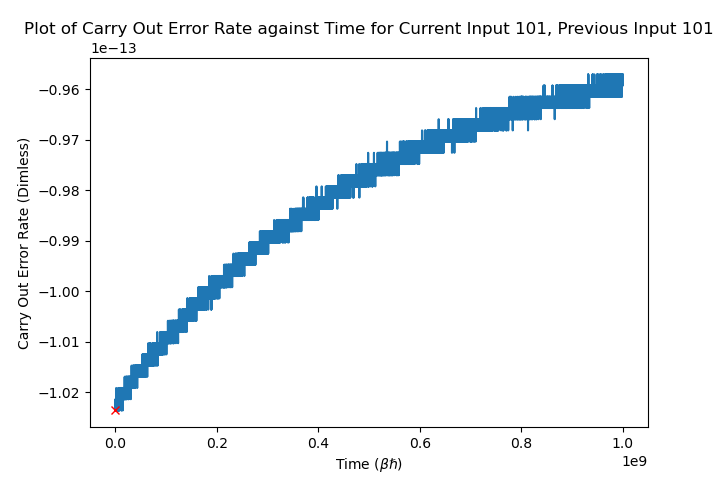 Plot of Carry Out Error Rate against Time for Current Input 101, Previous Input 101
1e−13
−0.96
−0.97
−0.98
−0.99
−1.00
−1.01
−1.02
Carry Out Error Rate (Dimless)
0.0 0.2 0.4 0.6 0.8 1.0
1e9
Time (βℏ)